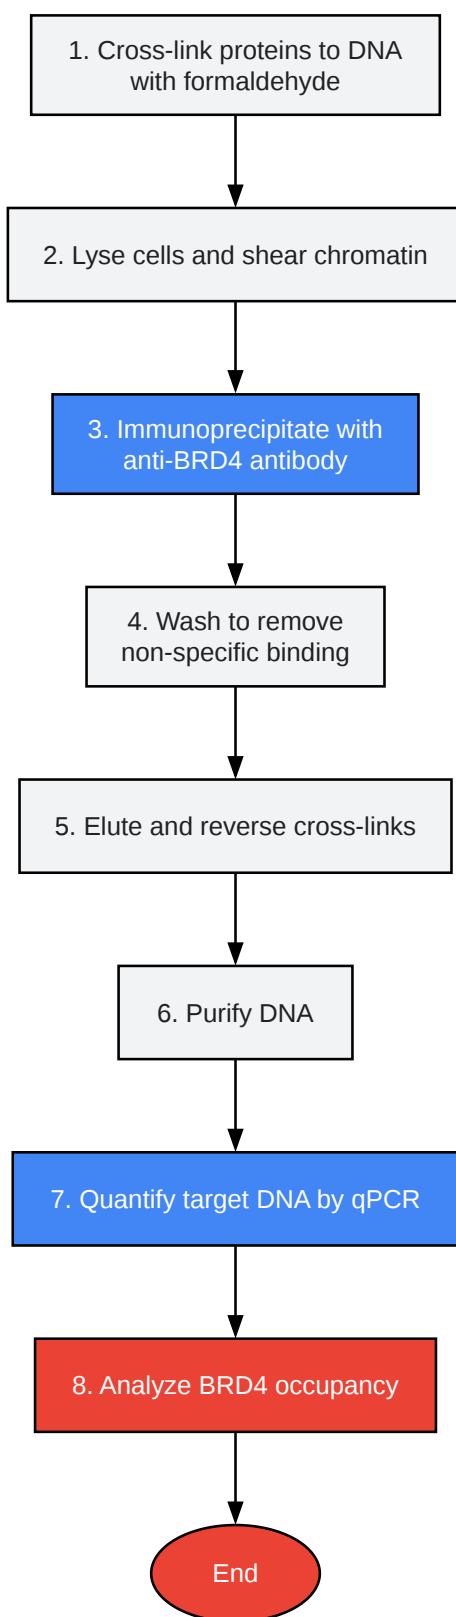 1. Cross-link proteins to DNA
with formaldehyde
2. Lyse cells and shear chromatin
3. Immunoprecipitate with
anti-BRD4 antibody
4. Wash to remove
non-specific binding
5. Elute and reverse cross-links
6. Purify DNA
7. Quantify target DNA by qPCR
8. Analyze BRD4 occupancy
End